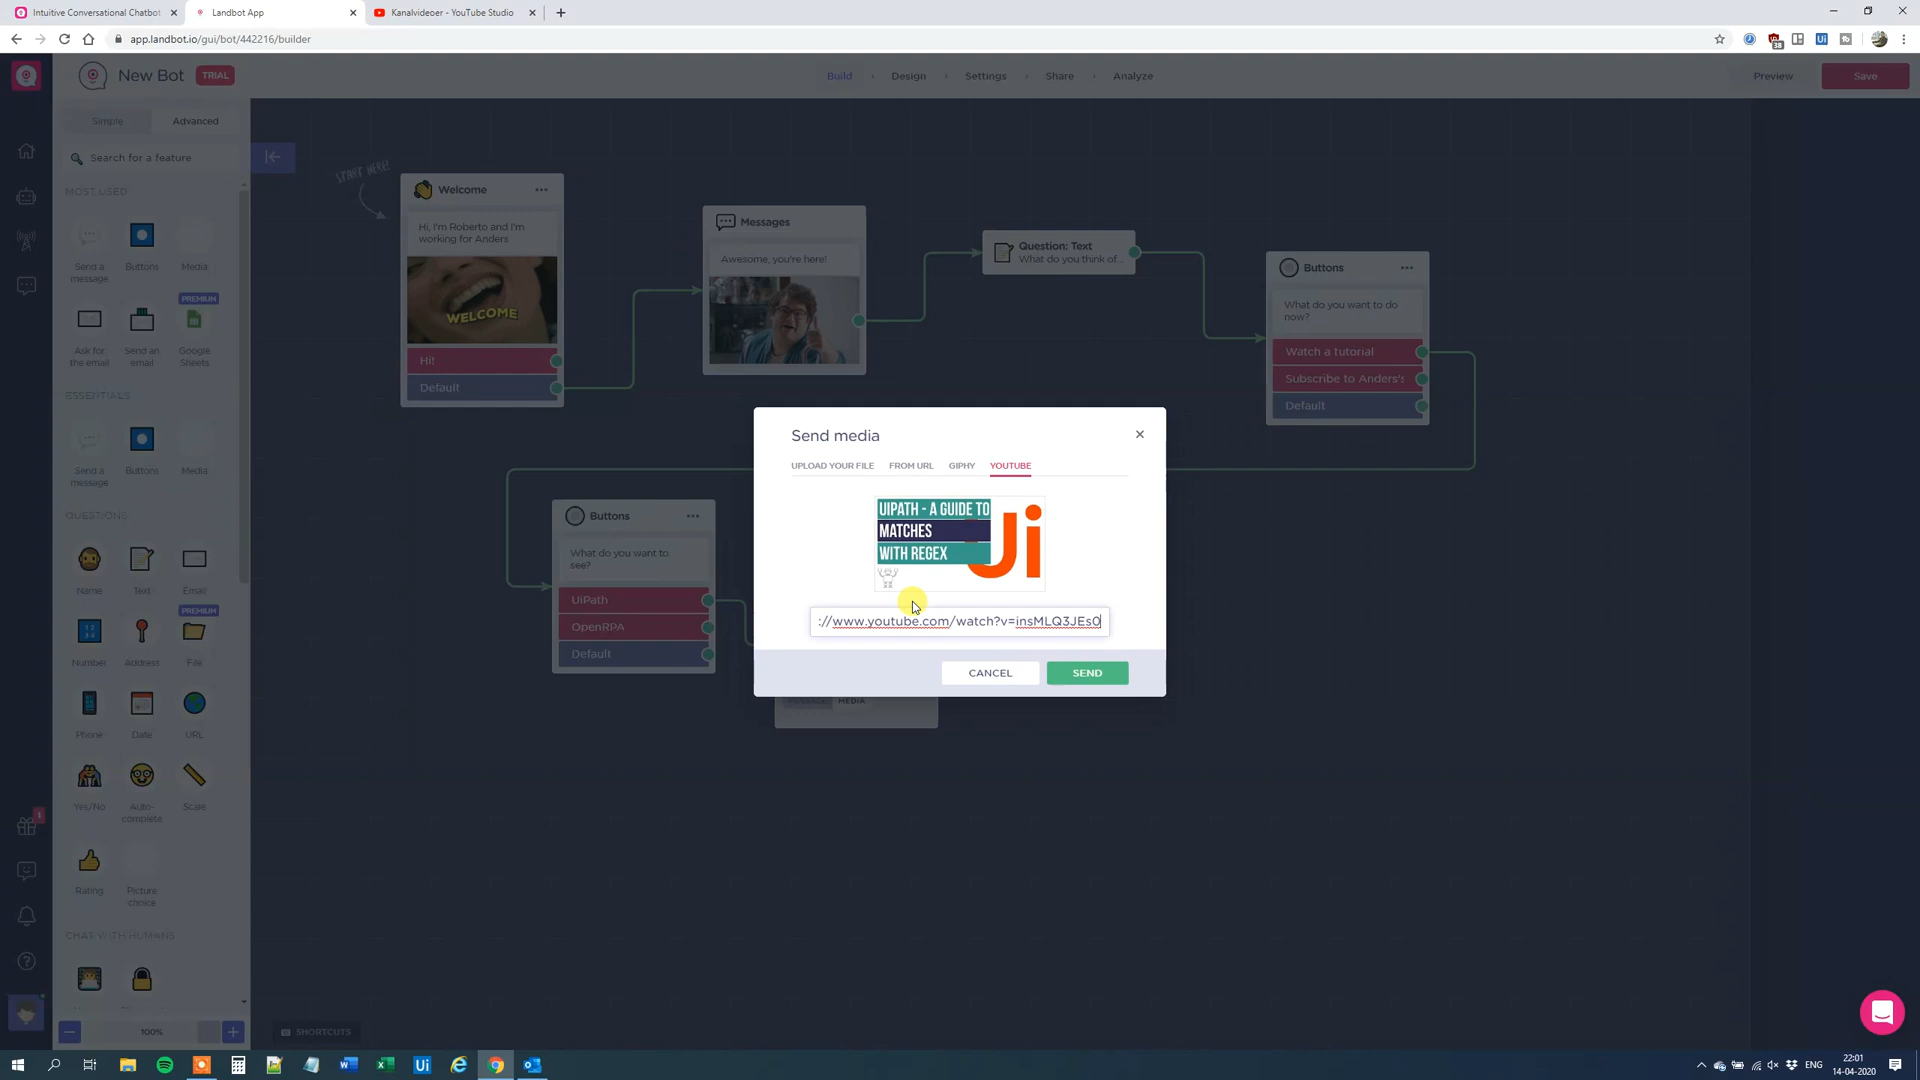 Intuitive Conversational Chatbot
Landbot App
Kanalvideoer - YouTube Studio
app.landbot.io/gui/bot/442216/builder
38
New Bot
TRIAL
Build
Design
Settings
Share
Analyze
Preview
Save
Simple
Advanced
Search for a feature
MOST USED
Send a
message
Buttons
Media
PREMIUM
Ask for
the email
Send an
email
Google
Sheets
ESSENTIALS
Send a
message
Buttons
Media
QUESTIONS
Name
Text
Email
PREMIUM
Number
Address
File
Phone
Date
URL
Yes/No
Auto-
complete
Scale
Rating
Picture
choice
CHAT WITH HUMANS
100%
SHORTCUTS
START HERE!
Welcome
Hi, I'm Roberto and I'm
working for Anders
WELCOME
Hi!
Default
Messages
Awesome, you're here!
Question: Text
What do you think of...
Buttons
What do you want to do
now?
Watch a tutorial
Subscribe to Anders's
Default
Buttons
What do you want to
see?
UiPath
OpenRPA
Default
MESSAGE
MEDIA
Send media
UPLOAD YOUR FILE
FROM URL
GIPHY
YOUTUBE
UIPATH - A GUIDE TO
MATCHES
WITH REGEX
Ui
://www.youtube.com/watch?v=insMLQ3JEs0
CANCEL
SEND
1
Ui
ENG
22:01
14-04-2020